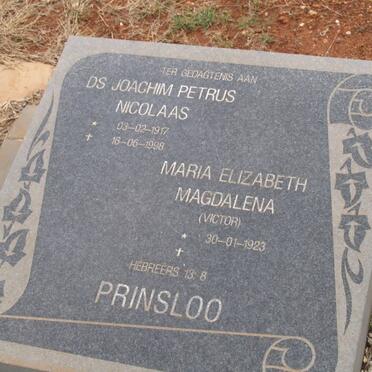 TER GEDAGTENIS AAN
DS JOACHIM PETRUS
NICOLAAS
* 03-02-1917
✝ 16-06-1998
MARIA ELIZABETH
MAGDALENA
(VICTOR)
* 30-01-1923
✝
HEBREËRS 13: 8
PRINSLOO